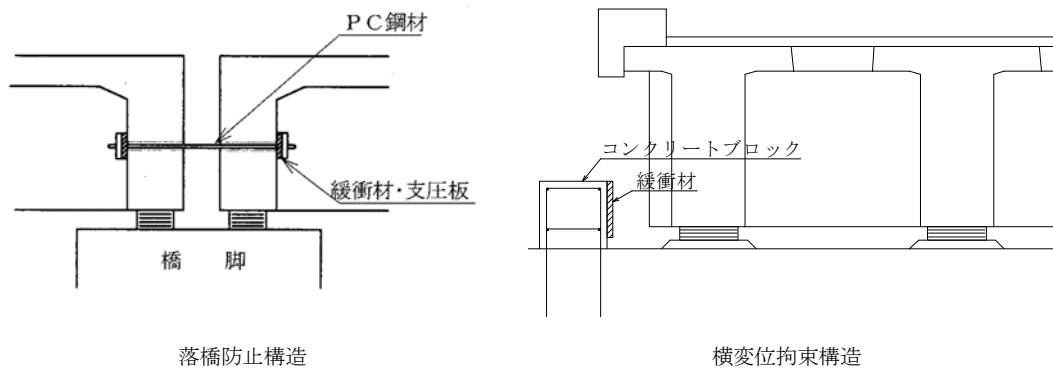 PC鋼材
緩衝材・支圧板
橋脚
落橋防止構造
コンクリートブロック
緩衝材
横変位拘束構造